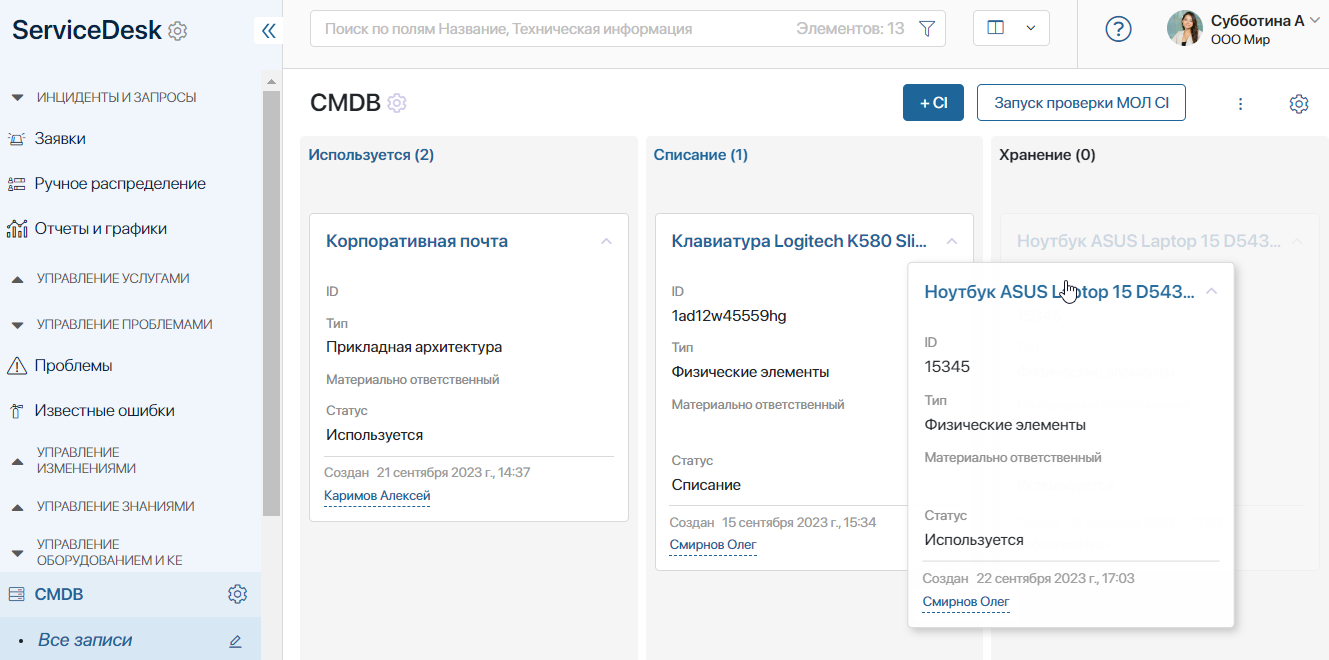 ServiceDesk
ИНЦИДЕНТЫ И ЗАПРОСЫ
Заявки
Ручное распределение
Отчеты и графики
УПРАВЛЕНИЕ УСЛУГАМИ
УПРАВЛЕНИЕ ПРОБЛЕМАМИ
Проблемы
Известные ошибки
УПРАВЛЕНИЕ
ИЗМЕНЕНИЯМИ
УПРАВЛЕНИЕ ЗНАНИЯМИ
УПРАВЛЕНИЕ
ОБОРУДОВАНИЕМ И КЕ
CMDB
• Все записи
Поиск по полям Название, Техническая информация
Элементов: 13
?
Субботина А
ООО Мир
CMDB
+ CI
Запуск проверки МОЛ CI
Используется (2)
Корпоративная почта
ID
Тип
Прикладная архитектура
Материально ответственный
Статус
Используется
Создан 21 сентября 2023 г., 14:37
Каримов Алексей
Списание (1)
Клавиатура Logitech K580 Sli...
ID
1ad12w45559hg
Тип
Физические элементы
Материально ответственный
Статус
Списание
Создан 15 сентября 2023 г., 15:34
Смирнов Олег
Хранение (0)
Ноутбук ASUS Laptop 15 D543...
Ноутбук ASUS Laptop 15 D543...
ID
15345
Тип
Физические элементы
Материально ответственный
Статус
Используется
Создан 22 сентября 2023 г., 17:03
Смирнов Олег